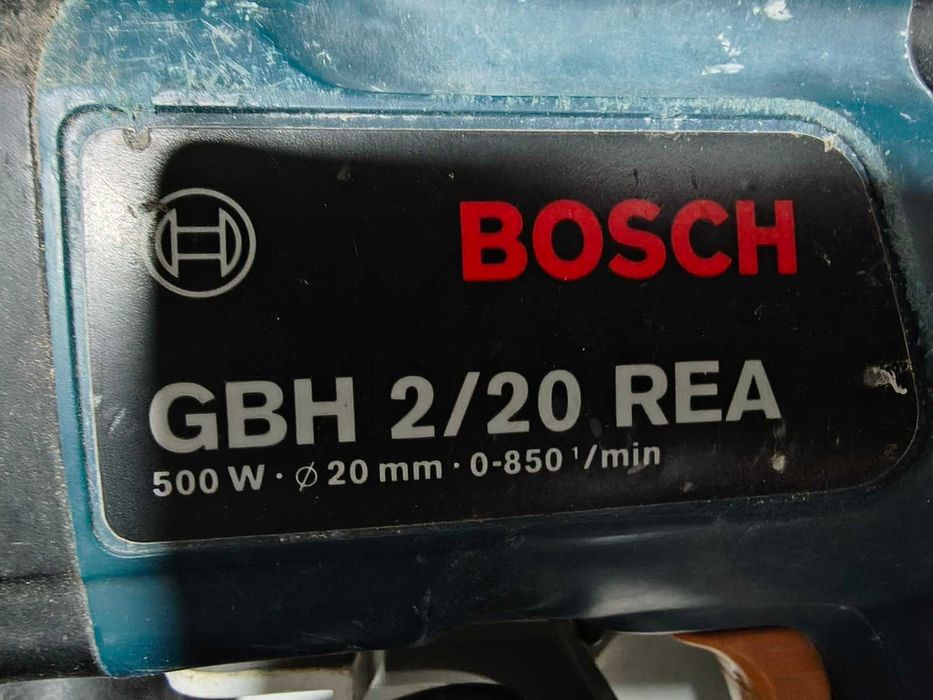 BOSCH
GBH 2/20 REA
500 W · ⌀ 20 mm · 0-850 ¹/min